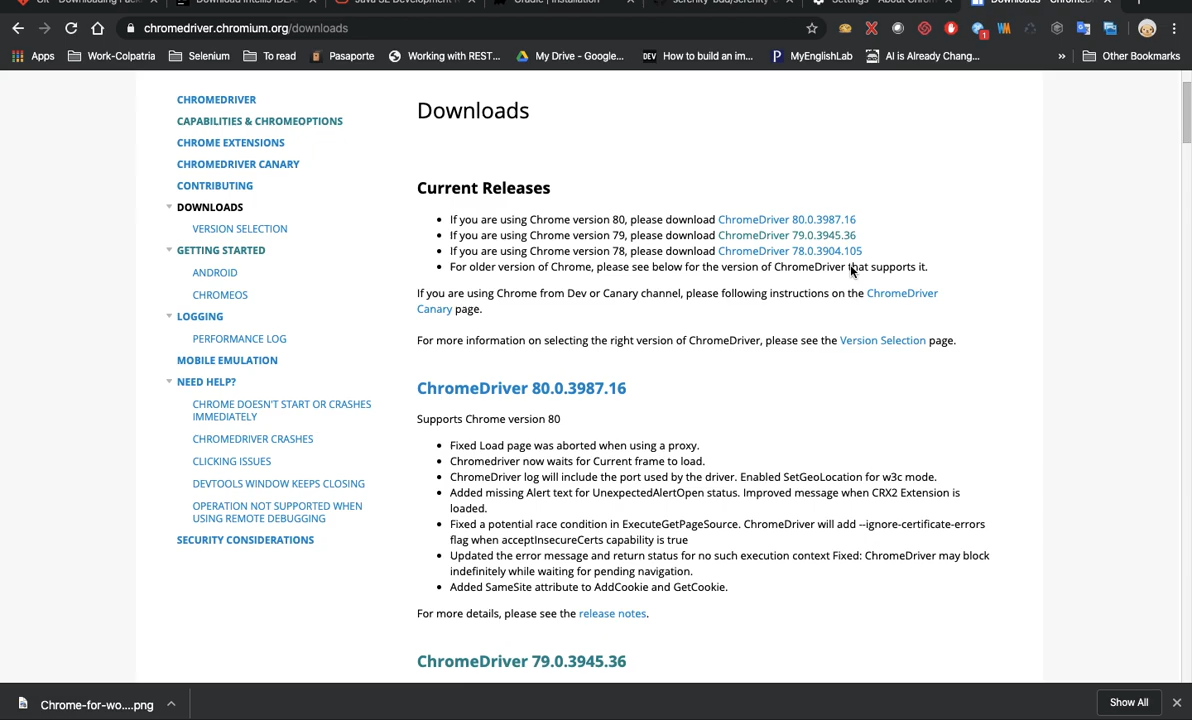 Download IntelliJ IDEA:
Java SE Development
Gradle | Installation
Settings - About Chrom
Downloads - ChromeD
chromedriver.chromium.org/downloads
1
Apps Work-Colpatria Selenium To read Pasaporte Working with REST... My Drive - Google... DEV How to build an im... MyEnglishLab AI is Already Chang... » Other Bookmarks
CHROMEDRIVER
CAPABILITIES & CHROMEOPTIONS
CHROME EXTENSIONS
CHROMEDRIVER CANARY
CONTRIBUTING
DOWNLOADS
VERSION SELECTION
GETTING STARTED
ANDROID
CHROMEOS
LOGGING
PERFORMANCE LOG
MOBILE EMULATION
NEED HELP?
CHROME DOESN'T START OR CRASHES
IMMEDIATELY
CHROMEDRIVER CRASHES
CLICKING ISSUES
DEVTOOLS WINDOW KEEPS CLOSING
OPERATION NOT SUPPORTED WHEN
USING REMOTE DEBUGGING
SECURITY CONSIDERATIONS
Downloads
Current Releases
• If you are using Chrome version 80, please download ChromeDriver 80.0.3987.16
• If you are using Chrome version 79, please download ChromeDriver 79.0.3945.36
• If you are using Chrome version 78, please download ChromeDriver 78.0.3904.105
• For older version of Chrome, please see below for the version of ChromeDriver that supports it.
If you are using Chrome from Dev or Canary channel, please following instructions on the ChromeDriver
Canary page.
For more information on selecting the right version of ChromeDriver, please see the Version Selection page.
ChromeDriver 80.0.3987.16
Supports Chrome version 80
• Fixed Load page was aborted when using a proxy.
• Chromedriver now waits for Current frame to load.
• ChromeDriver log will include the port used by the driver. Enabled SetGeoLocation for w3c mode.
• Added missing Alert text for UnexpectedAlertOpen status. Improved message when CRX2 Extension is
loaded.
• Fixed a potential race condition in ExecuteGetPageSource. ChromeDriver will add --ignore-certificate-errors
flag when acceptInsecureCerts capability is true
• Updated the error message and return status for no such execution context Fixed: ChromeDriver may block
indefinitely while waiting for pending navigation.
• Added SameSite attribute to AddCookie and GetCookie.
For more details, please see the release notes.
ChromeDriver 79.0.3945.36
Chrome-for-wo....png
Show All